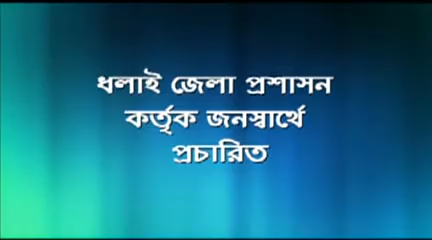 ধলাই জেলা প্রশাসন
কর্তৃক জনস্বার্থে
প্রচারিত